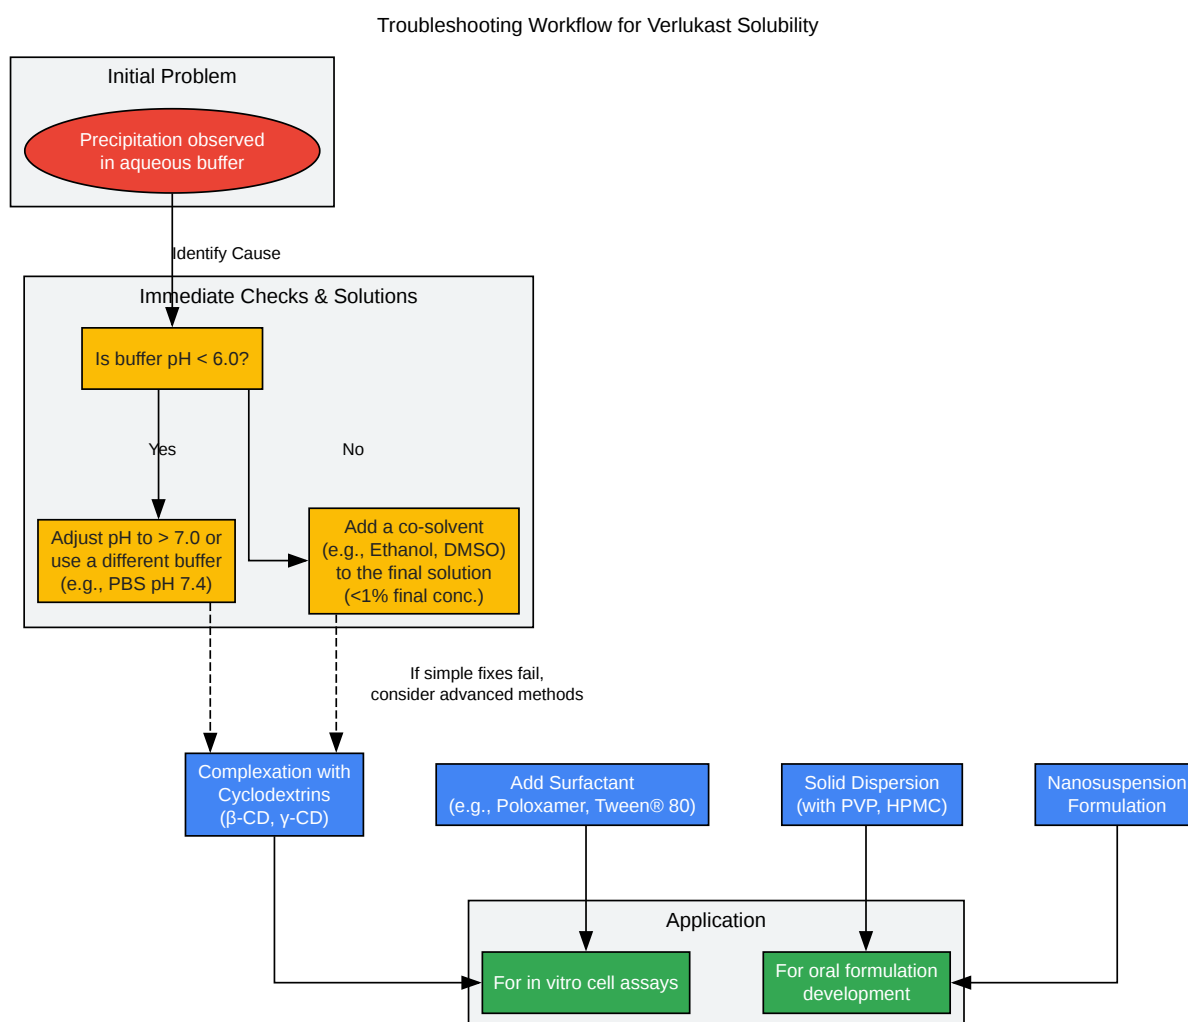 Troubleshooting Workflow for Verlukast Solubility
Initial Problem
Precipitation observed
in aqueous buffer
Identify Cause
Immediate Checks & Solutions
Is buffer pH < 6.0?
Yes
No
Adjust pH to > 7.0 or
use a different buffer
(e.g., PBS pH 7.4)
Add a co-solvent
(e.g., Ethanol, DMSO)
to the final solution
(<1% final conc.)
If simple fixes fail,
consider advanced methods
Complexation with
Cyclodextrins
(β-CD, γ-CD)
Add Surfactant
(e.g., Poloxamer, Tween® 80)
Solid Dispersion
(with PVP, HPMC)
Nanosuspension
Formulation
Application
For in vitro cell assays
For oral formulation
development